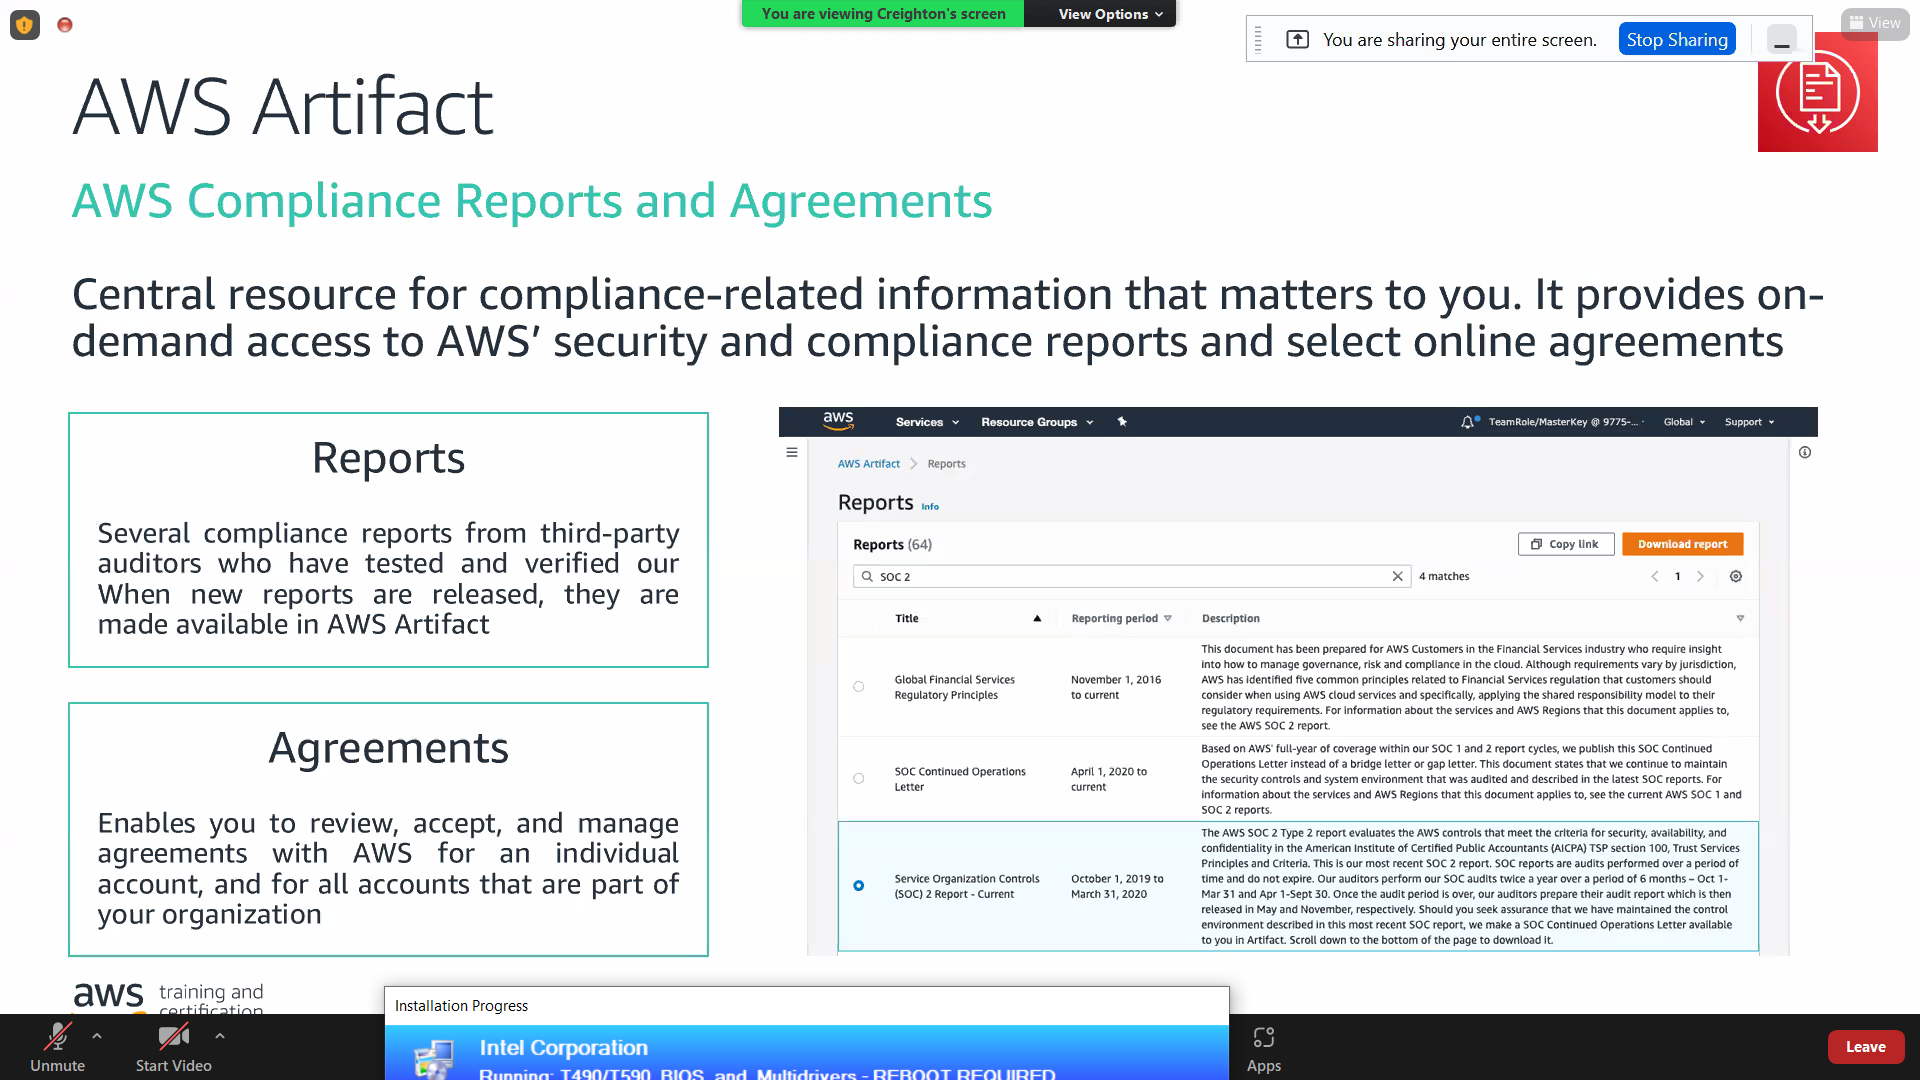 You are viewing Creighton's screen
View Options
You are sharing your entire screen.
Stop Sharing
View
AWS Artifact
AWS Compliance Reports and Agreements
Central resource for compliance-related information that matters to you. It provides on-
demand access to AWS' security and compliance reports and select online agreements
Reports
Several compliance reports from third-party
auditors who have tested and verified our
When new reports are released, they are
made available in AWS Artifact
Agreements
Enables you to review, accept, and manage
agreements with AWS for an individual
account, and for all accounts that are part of
your organization
aws
Services
Resource Groups
TeamRole/MasterKey @ 9775-...
Global
Support
AWS Artifact
Reports
Reports Info
Reports (64)
Copy link
Download report
SOC 2
4 matches
1
Title
Reporting period
Description
Global Financial Services
Regulatory Principles
November 1, 2016
to current
This document has been prepared for AWS Customers in the Financial Services industry who require insight
into how to manage governance, risk and compliance in the cloud. Although requirements vary by jurisdiction,
AWS has identified five common principles related to Financial Services regulation that customers should
consider when using AWS cloud services and specifically, applying the shared responsibility model to their
regulatory requirements. For information about the services and AWS Regions that this document applies to,
see the AWS SOC 2 report.
SOC Continued Operations
Letter
April 1, 2020 to
current
Based on AWS' full-year of coverage within our SOC 1 and 2 report cycles, we publish this SOC Continued
Operations Letter instead of a bridge letter or gap letter. This document states that we continue to maintain
the security controls and system environment that was audited and described in the latest SOC reports. For
information about the services and AWS Regions that this document applies to, see the current AWS SOC 1 and
SOC 2 reports.
Service Organization Controls
(SOC) 2 Report - Current
October 1, 2019 to
March 31, 2020
The AWS SOC 2 Type 2 report evaluates the AWS controls that meet the criteria for security, availability, and
confidentiality in the American Institute of Certified Public Accountants (AICPA) TSP section 100, Trust Services
Principles and Criteria. This is our most recent SOC 2 report. SOC reports are audits performed over a period of
time and do not expire. Our auditors perform our SOC audits twice a year over a period of 6 months – Oct 1-
Mar 31 and Apr 1-Sept 30. Once the audit period is over, our auditors prepare their audit report which is then
released in May and November, respectively. Should you seek assurance that we have maintained the control
environment described in this most recent SOC report, we make a SOC Continued Operations Letter available
to you in Artifact. Scroll down to the bottom of the page to download it.
aws training and
certification
Installation Progress
Intel Corporation
Running: T490/T590_BIOS_and_Multidrivers - REBOOT REQUIRED
Unmute
Start Video
Apps
Leave